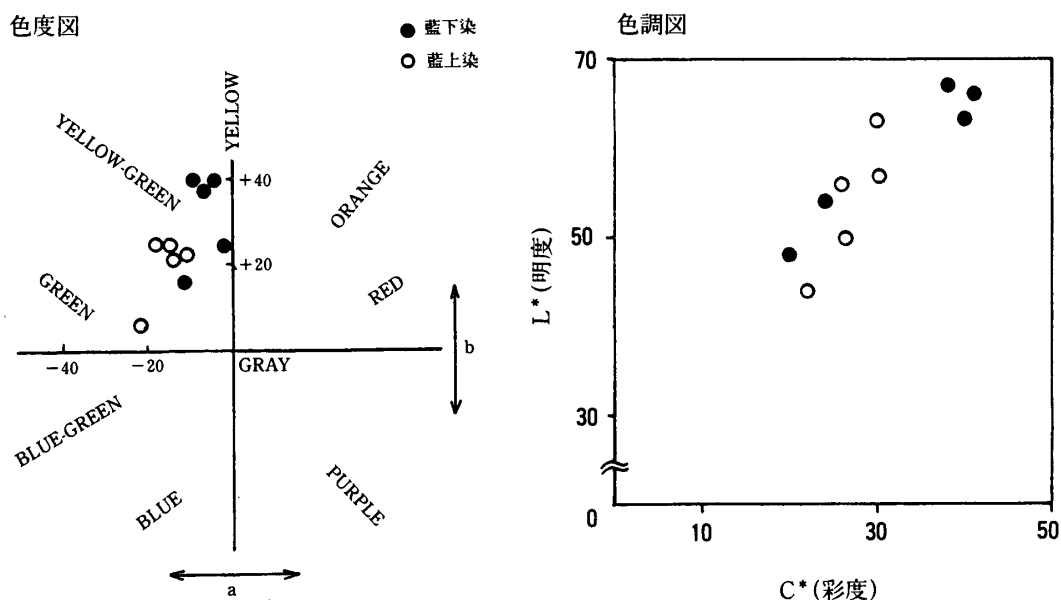 色度図
藍下染
藍上染
YELLOW
YELLOW-GREEN
ORANGE
+40
+20
GREEN
RED
b
-40
-20
GRAY
BLUE-GREEN
BLUE
PURPLE
a
色調図
70
50
30
0
L*(明度)
10
30
50
C*(彩度)